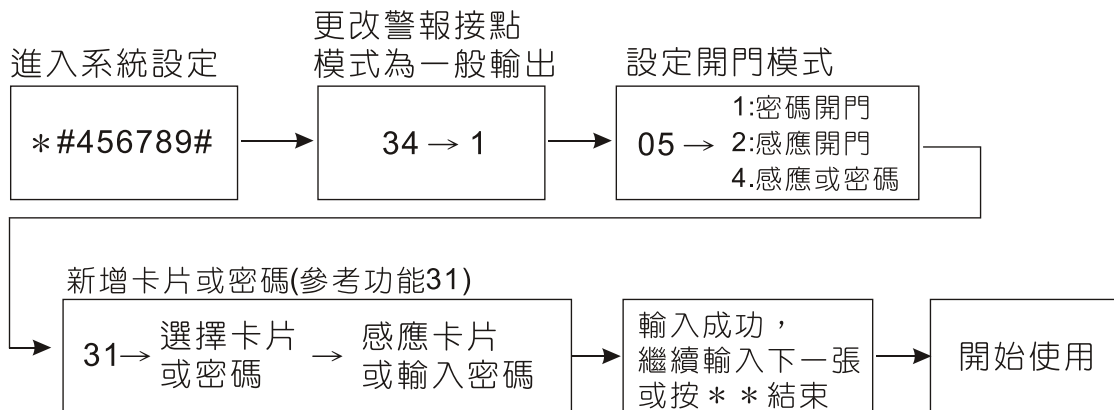 進入系統設定
＊#456789#
更改警報接點
模式為一般輸出
34 → 1
設定開門模式
05 →
1:密碼開門
2:感應開門
4.感應或密碼
新增卡片或密碼(參考功能31)
31→
選擇卡片
或密碼
→
感應卡片
或輸入密碼
輸入成功，
繼續輸入下一張
或按＊＊結束
開始使用